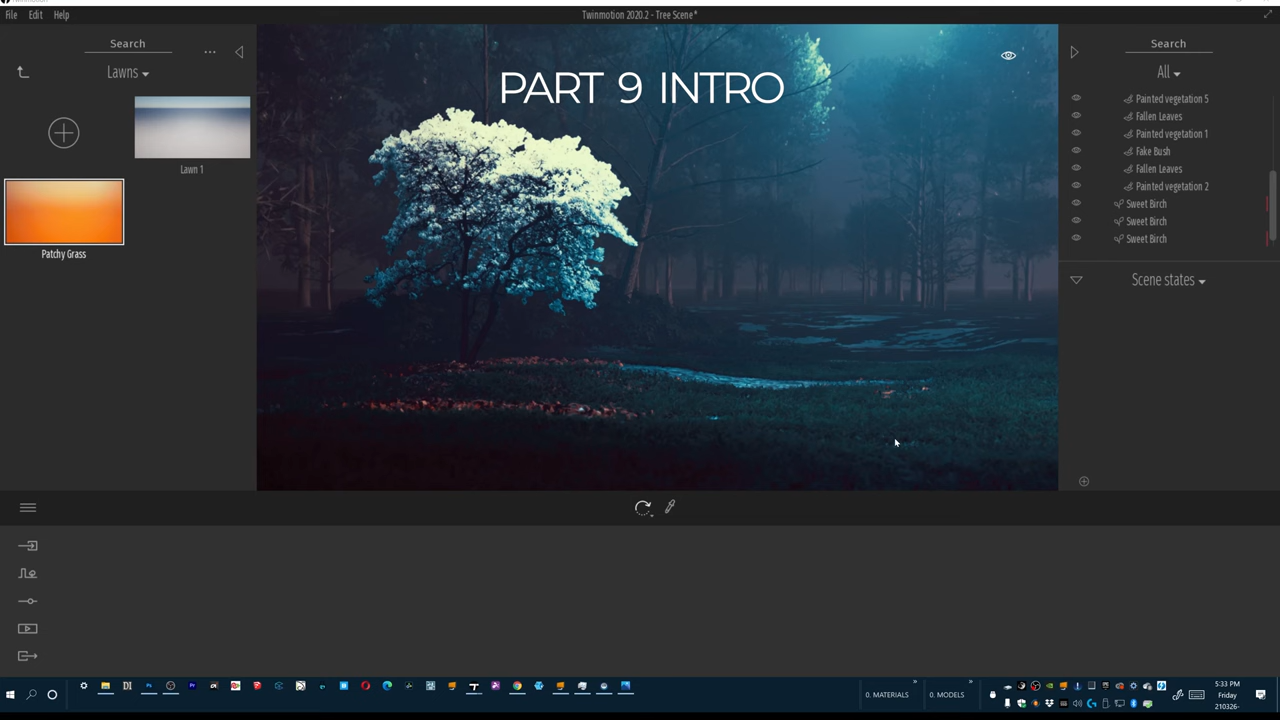 File Edit Help
Twinmotion 2020.2 - Tree Scene*
Search
...
Lawns
Lawn 1
Patchy Grass
PART 9 INTRO
Search
All
Painted vegetation 5
Fallen Leaves
Painted vegetation 1
Fake Bush
Fallen Leaves
Painted vegetation 2
Sweet Birch
Sweet Birch
Sweet Birch
Scene states
0. MATERIALS
0. MODELS
5:33 PM
Friday
210326-